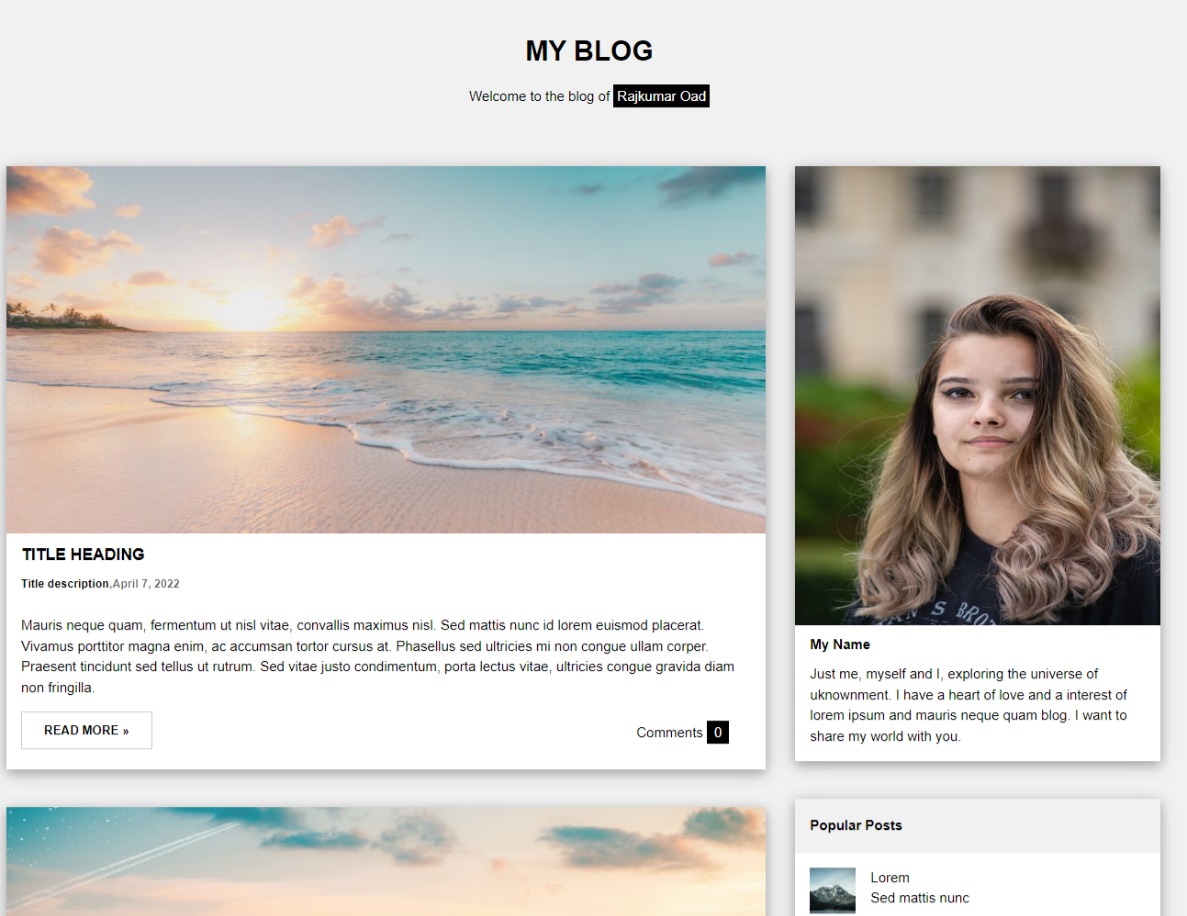 MY BLOG
Welcome to the blog of Rajkumar Oad
TITLE HEADING
Title description,April 7, 2022
Mauris neque quam, fermentum ut nisl vitae, convallis maximus nisl. Sed mattis nunc id lorem euismod placerat.
Vivamus porttitor magna enim, ac accumsan tortor cursus at. Phasellus sed ultricies mi non congue ullam corper.
Praesent tincidunt sed tellus ut rutrum. Sed vitae justo condimentum, porta lectus vitae, ultricies congue gravida diam
non fringilla.
READ MORE »
Comments 0
My Name
Just me, myself and I, exploring the universe of
uknownment. I have a heart of love and a interest of
lorem ipsum and mauris neque quam blog. I want to
share my world with you.
Popular Posts
Lorem
Sed mattis nunc